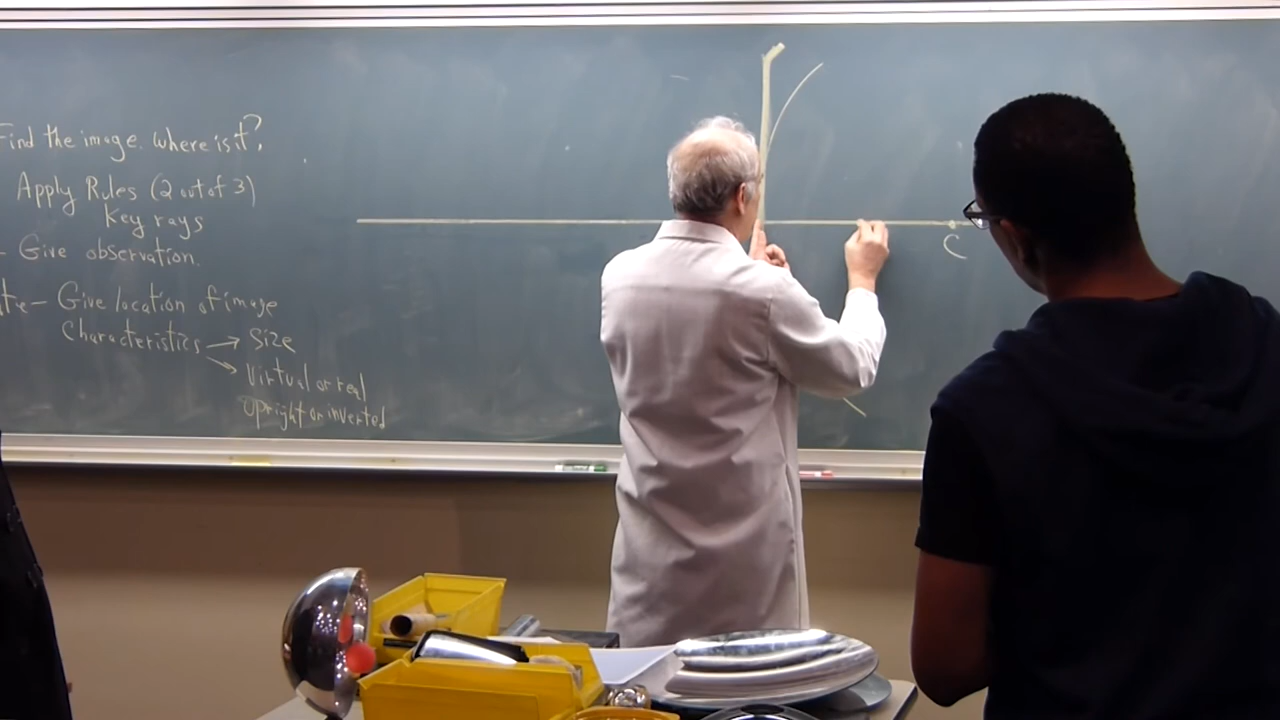 Find the image. Where is it?
Apply Rules (2 out of 3)
Key rays
- Give observation.
- Give location of image
Characteristics → Size
→ Virtual or real
Upright or inverted
C